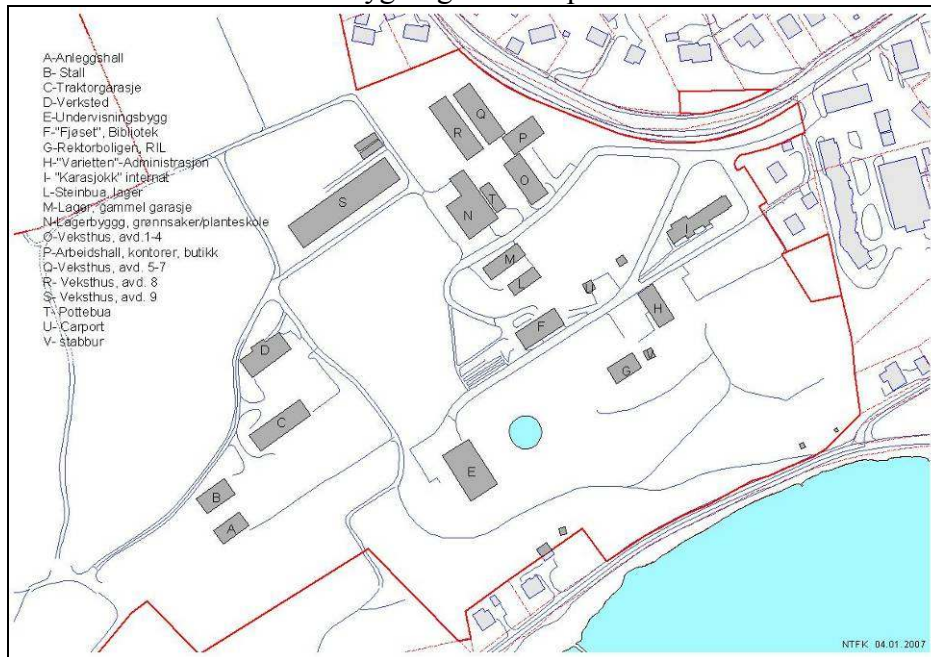 A-Anleggshall
B- Stall
C-Traktorgarasje
D-Verksted
E-Undervisningsbygg
F-"Fjøset", Bibliotek
G-Rektorboligen, RIL
H-"Varietten"-Administrasjon
I- "Karasjokk" internat
L-Steinbua, lager
M-Lager, gammel garasje
N-Lagerbyggg, grønnsaker/planteskole
O-Veksthus, avd.1-4
P-Arbeidshall, kontorer, butikk
Q-Veksthus, avd. 5-7
R- Veksthus, avd. 8
S- Veksthus, avd. 9
T- Pottebua
U- Carport
V- stabbur
Q
R
P
O
T
S
N
I
M
L
U
H
F
D
U
G
C
E
B
A
NTFK 04.01.2007